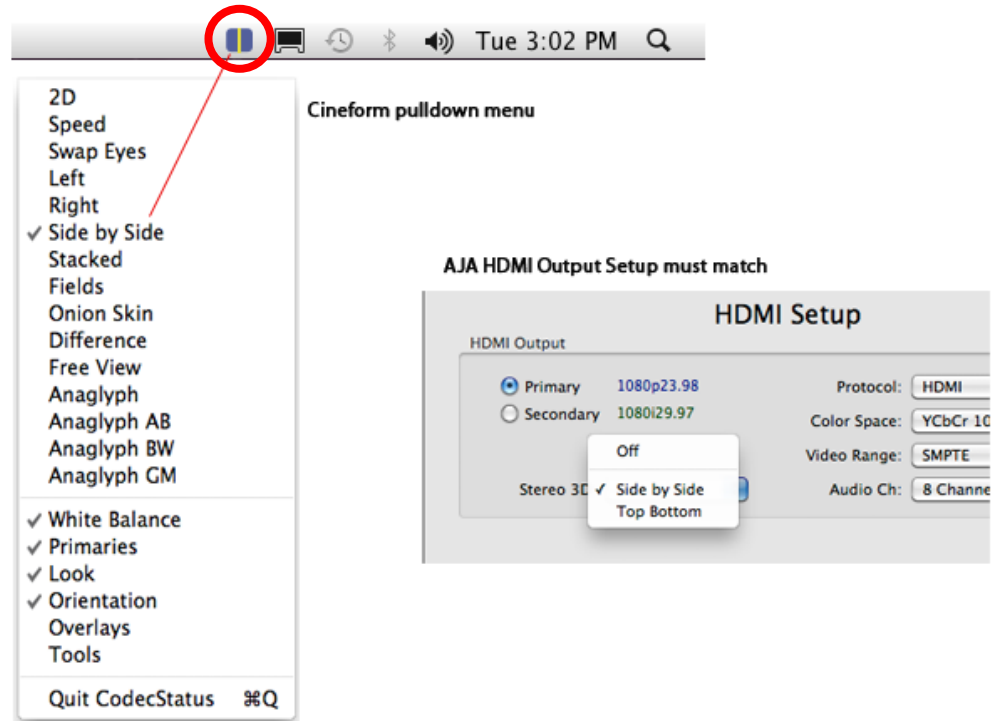 Tue 3:02 PM
Cineform pulldown menu
2D
Speed
Swap Eyes
Left
Right
✓ Side by Side
Stacked
Fields
Onion Skin
Difference
Free View
Anaglyph
Anaglyph AB
Anaglyph BW
Anaglyph GM
✓ White Balance
✓ Primaries
✓ Look
✓ Orientation
Overlays
Tools
Quit CodecStatus ⌘Q
AJA HDMI Output Setup must match
HDMI Setup
HDMI Output
Primary 1080p23.98
Secondary 1080i29.97
Stereo 3D
Off
✓ Side by Side
Top Bottom
Protocol: HDMI
Color Space: YCbCr 10
Video Range: SMPTE
Audio Ch: 8 Channe